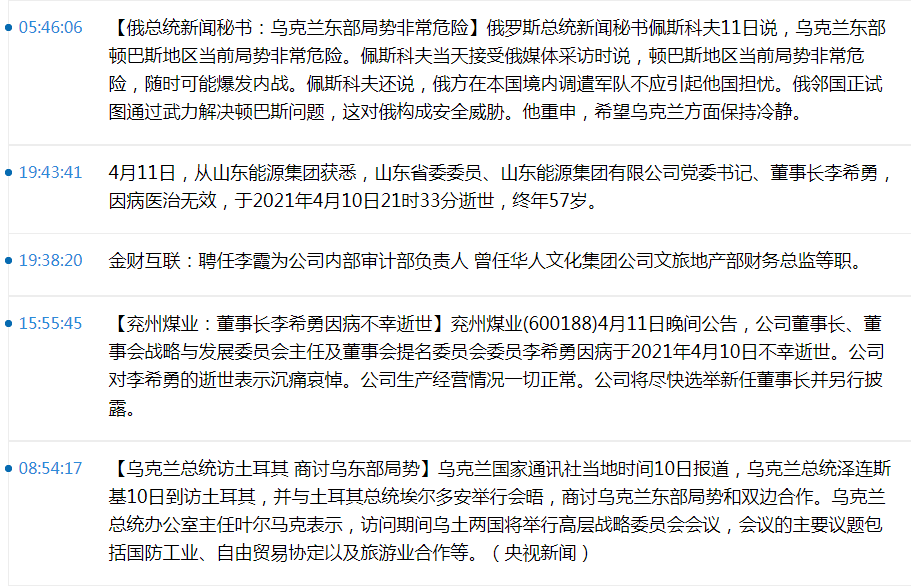 05:46:06 【俄总统新闻秘书：乌克兰东部局势非常危险】俄罗斯总统新闻秘书佩斯科夫11日说，乌克兰东部
顿巴斯地区当前局势非常危险。佩斯科夫当天接受俄媒体采访时说，顿巴斯地区当前局势非常危
险，随时可能爆发内战。佩斯科夫还说，俄方在本国境内调遣军队不应引起他国担忧。俄邻国正试
图通过武力解决顿巴斯问题，这对俄构成安全威胁。他重申，希望乌克兰方面保持冷静。
19:43:41 4月11日，从山东能源集团获悉，山东省委委员、山东能源集团有限公司党委书记、董事长李希勇，
因病医治无效，于2021年4月10日21时33分逝世，终年57岁。
19:38:20 金财互联：聘任李霞为公司内部审计部负责人 曾任华人文化集团公司文旅地产部财务总监等职。
15:55:45 【兖州煤业：董事长李希勇因病不幸逝世】兖州煤业(600188)4月11日晚间公告，公司董事长、董
事会战略与发展委员会主任及董事会提名委员会委员李希勇因病于2021年4月10日不幸逝世。公司
对李希勇的逝世表示沉痛哀悼。公司生产经营情况一切正常。公司将尽快选举新任董事长并另行披
露。
08:54:17 【乌克兰总统访土耳其 商讨乌东部局势】乌克兰国家通讯社当地时间10日报道，乌克兰总统泽连斯
基10日到访土耳其，并与土耳其总统埃尔多安举行会晤，商讨乌克兰东部局势和双边合作。乌克兰
总统办公室主任叶尔马克表示，访问期间乌土两国将举行高层战略委员会会议，会议的主要议题包
括国防工业、自由贸易协定以及旅游业合作等。（央视新闻）